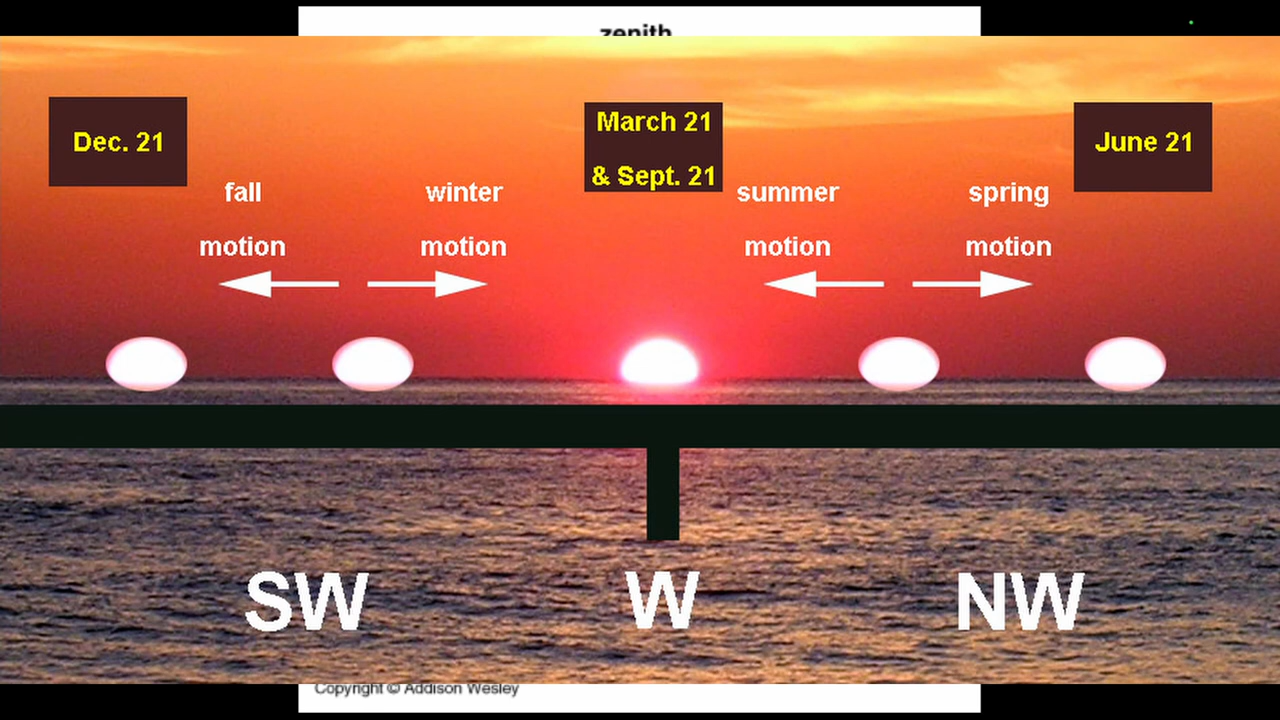 zenith
Dec. 21
March 21
& Sept. 21
June 21
fall
motion
winter
motion
summer
motion
spring
motion
SW
W
NW
Copyright © Addison Wesley